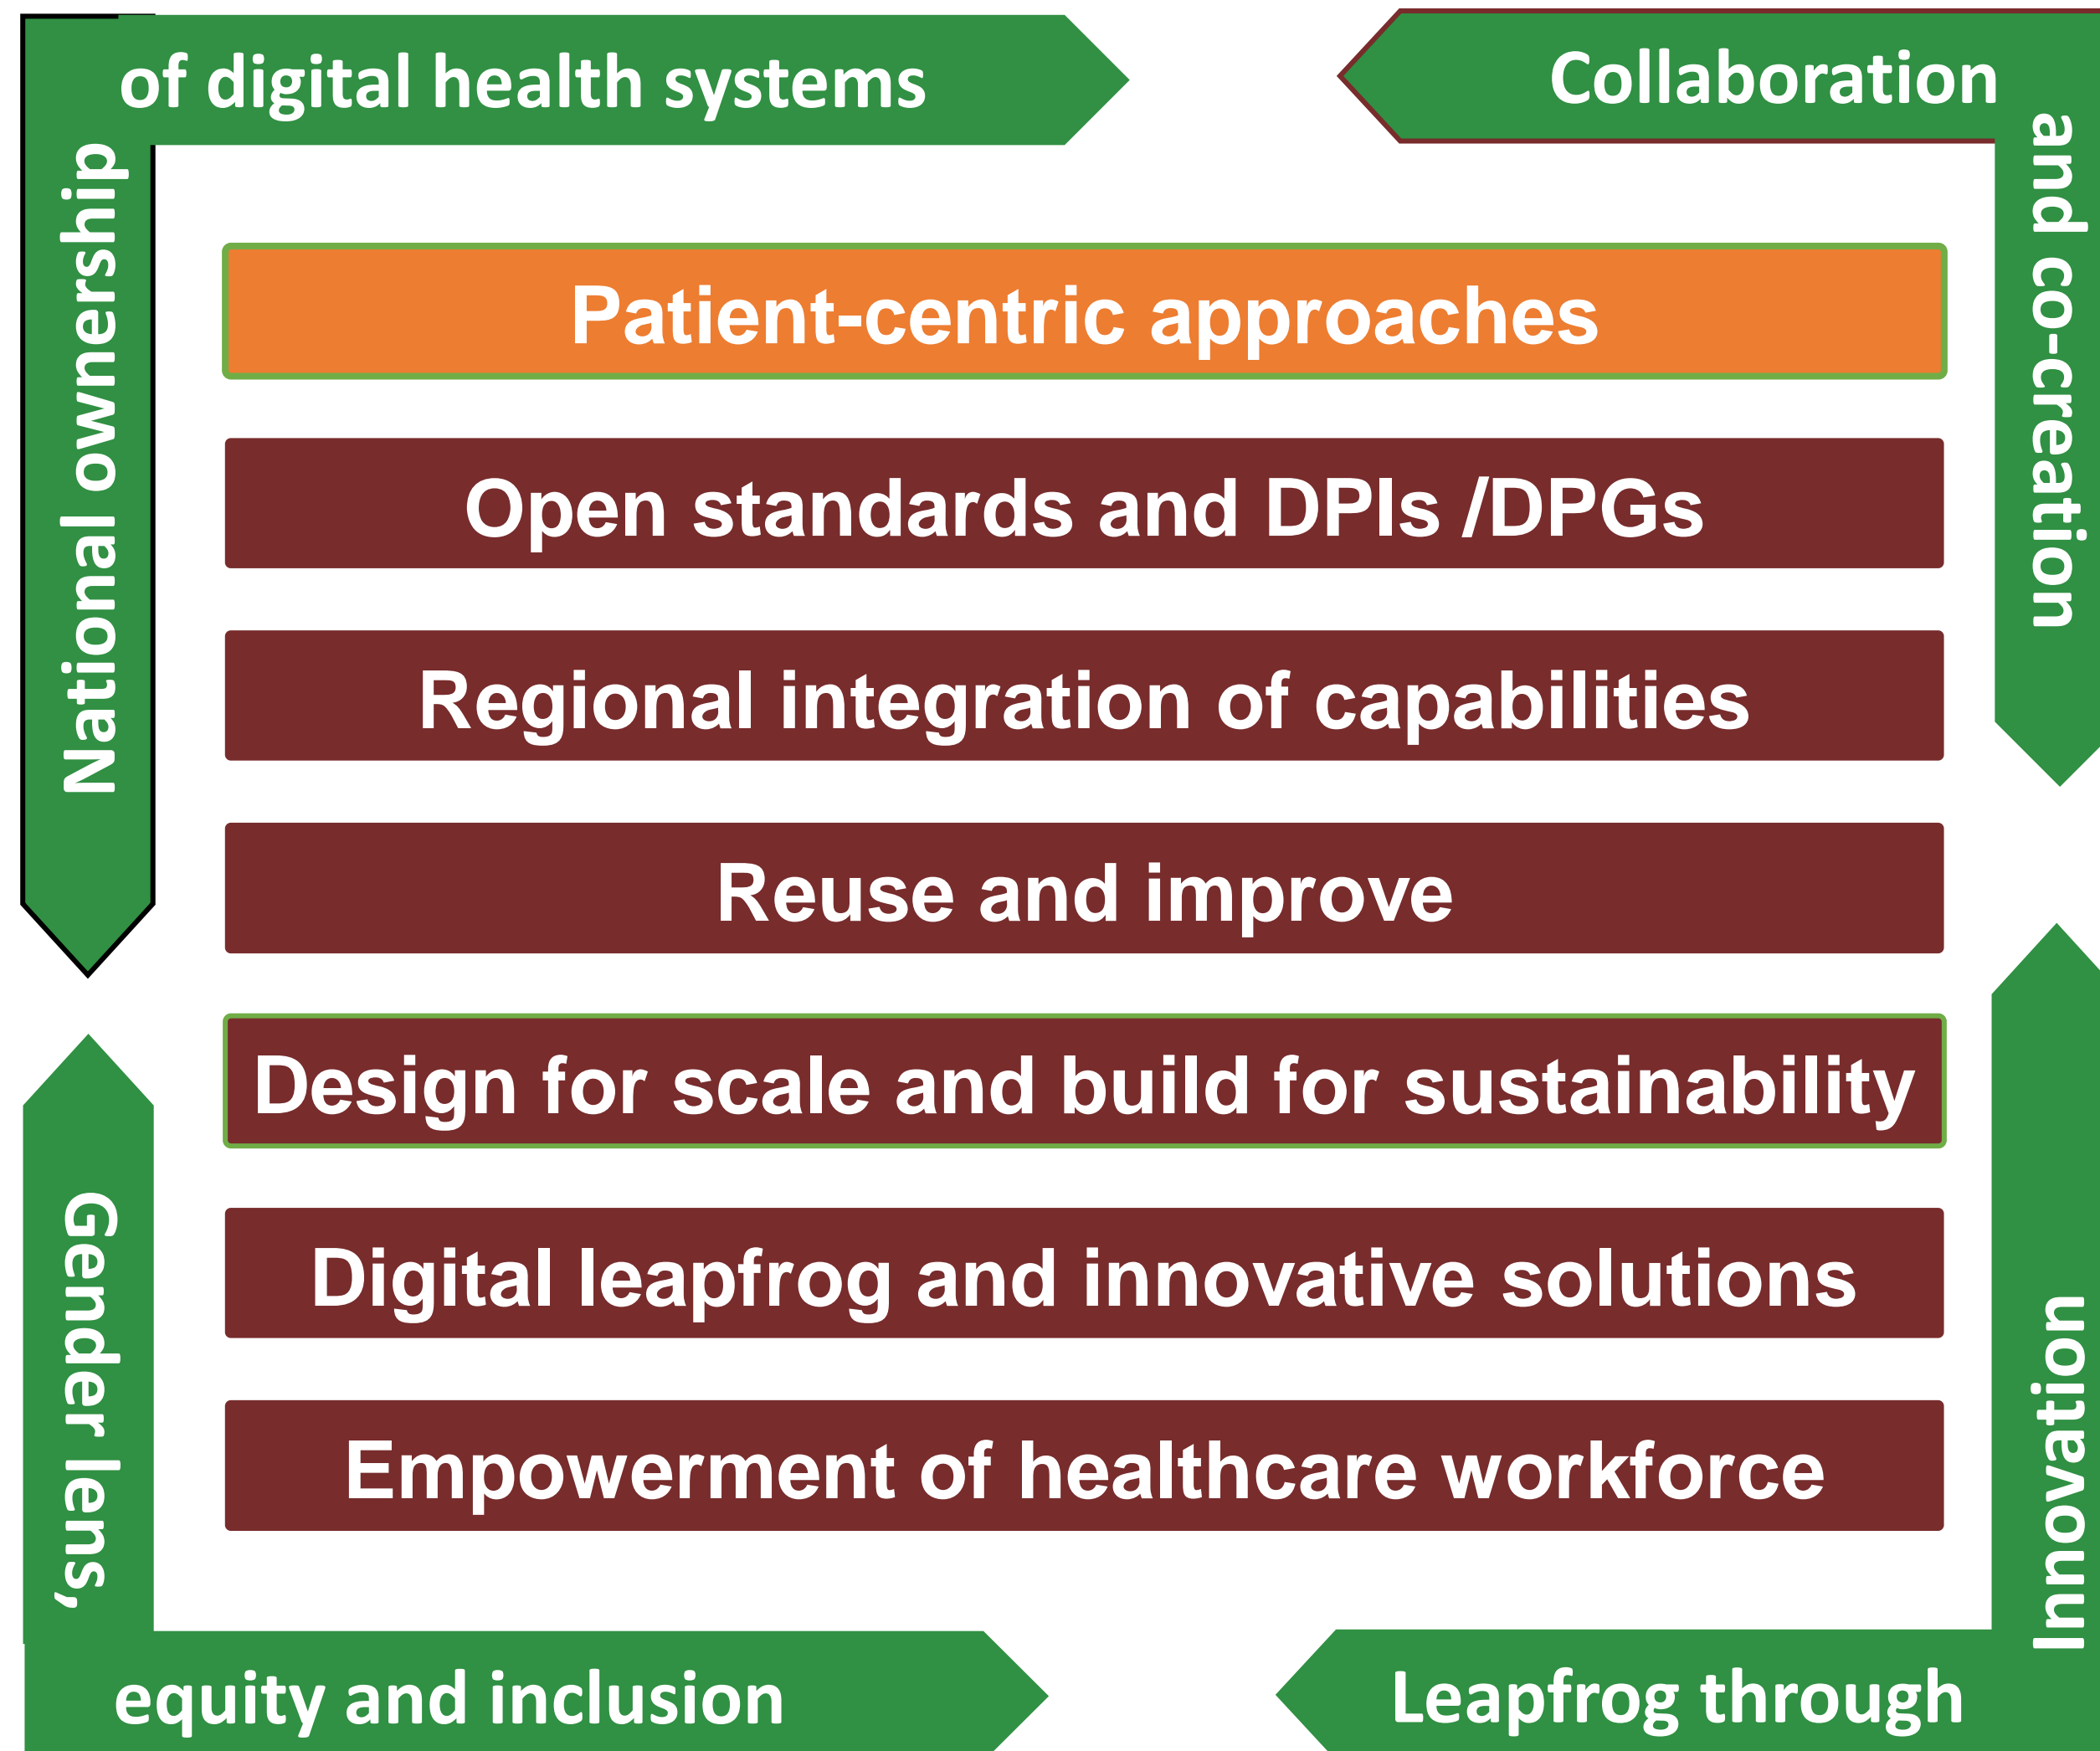 National ownership
of digital health systems
Collaboration
and co-creation
Patient-centric approaches
Open standards and DPIs /DPGs
Regional integration of capabilities
Reuse and improve
Design for scale and build for sustainability
Digital leapfrog and innovative solutions
Empowerment of healthcare workforce
Gender lens,
equity and inclusion
Leapfrog through
Innovation